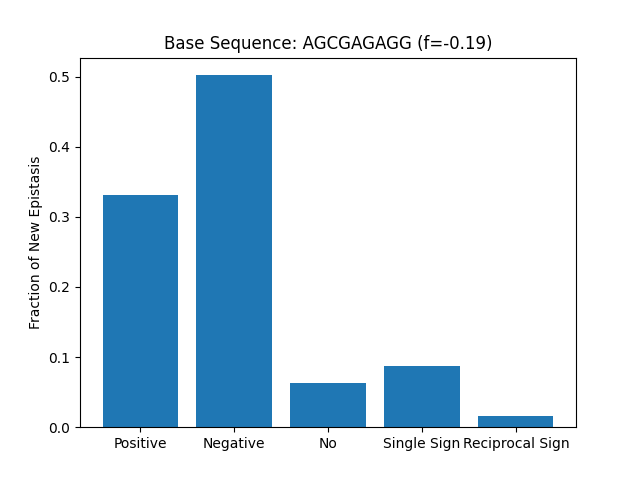 Base Sequence: AGCGAGAGG (f=-0.19)
Fraction of New Epistasis
0.5
0.4
0.3
0.2
0.1
0.0
Positive Negative No Single Sign Reciprocal Sign